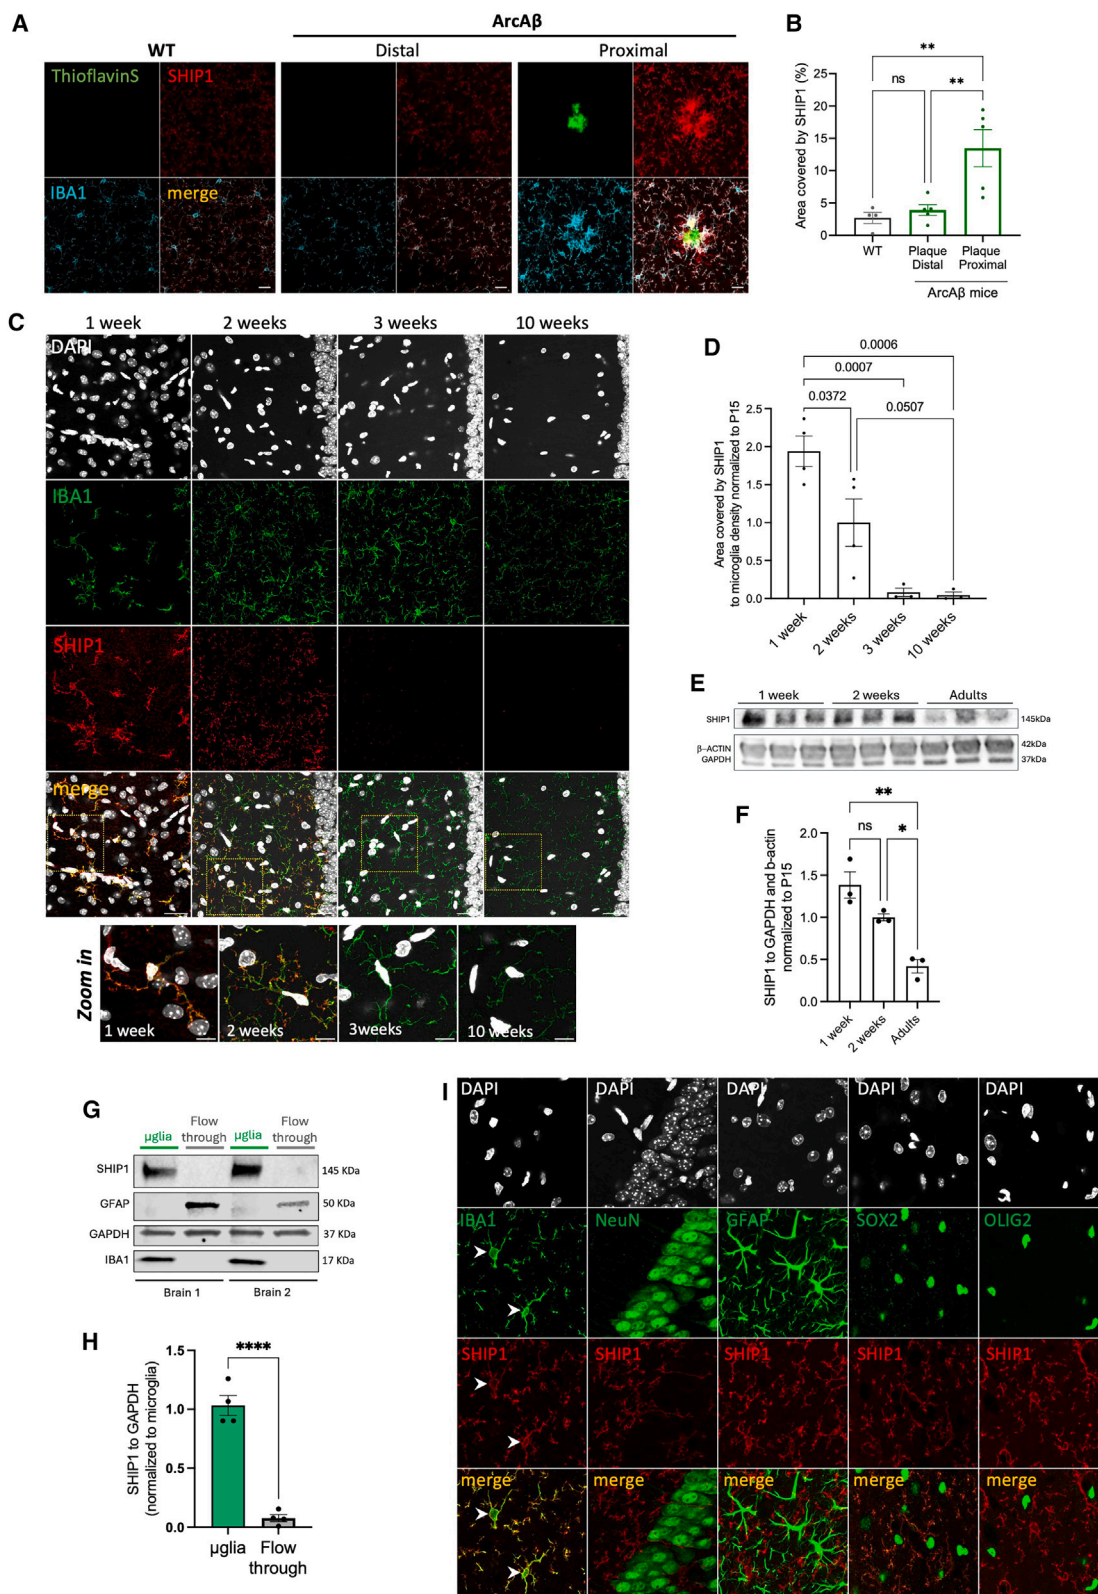 A
ArcAβ
WT
Distal
Proximal
ThioflavinS
SHIP1
IBA1
merge
B
**
ns
**
Area covered by SHIP1 (%)
25
20
15
10
5
0
WT
Plaque
Distal
Plaque
Proximal
ArcAβ mice
C
1 week
2 weeks
3 weeks
10 weeks
DAPI
IBA1
SHIP1
merge
Zoom in
1 week
2 weeks
3weeks
10 weeks
D
0.0006
0.0007
0.0372
0.0507
Area covered by SHIP1
to microglia density normalized to P15
2.5
2.0
1.5
1.0
0.5
0.0
1 week
2 weeks
3 weeks
10 weeks
E
1 week
2 weeks
Adults
SHIP1
145kDa
β-ACTIN
42kDa
GAPDH
37kDa
F
**
ns
*
SHIP1 to GAPDH and b-actin
normalized to P15
2.0
1.5
1.0
0.5
0.0
1 week
2 weeks
Adults
G
µglia
Flow
through
µglia
Flow
through
SHIP1
145 KDa
GFAP
50 KDa
GAPDH
37 KDa
IBA1
17 KDa
Brain 1
Brain 2
H
****
SHIP1 to GAPDH
(normalized to microglia)
1.5
1.0
0.5
0.0
µglia
Flow
through
I
DAPI
DAPI
DAPI
DAPI
DAPI
IBA1
NeuN
GFAP
SOX2
OLIG2
SHIP1
SHIP1
SHIP1
SHIP1
SHIP1
merge
merge
merge
merge
merge